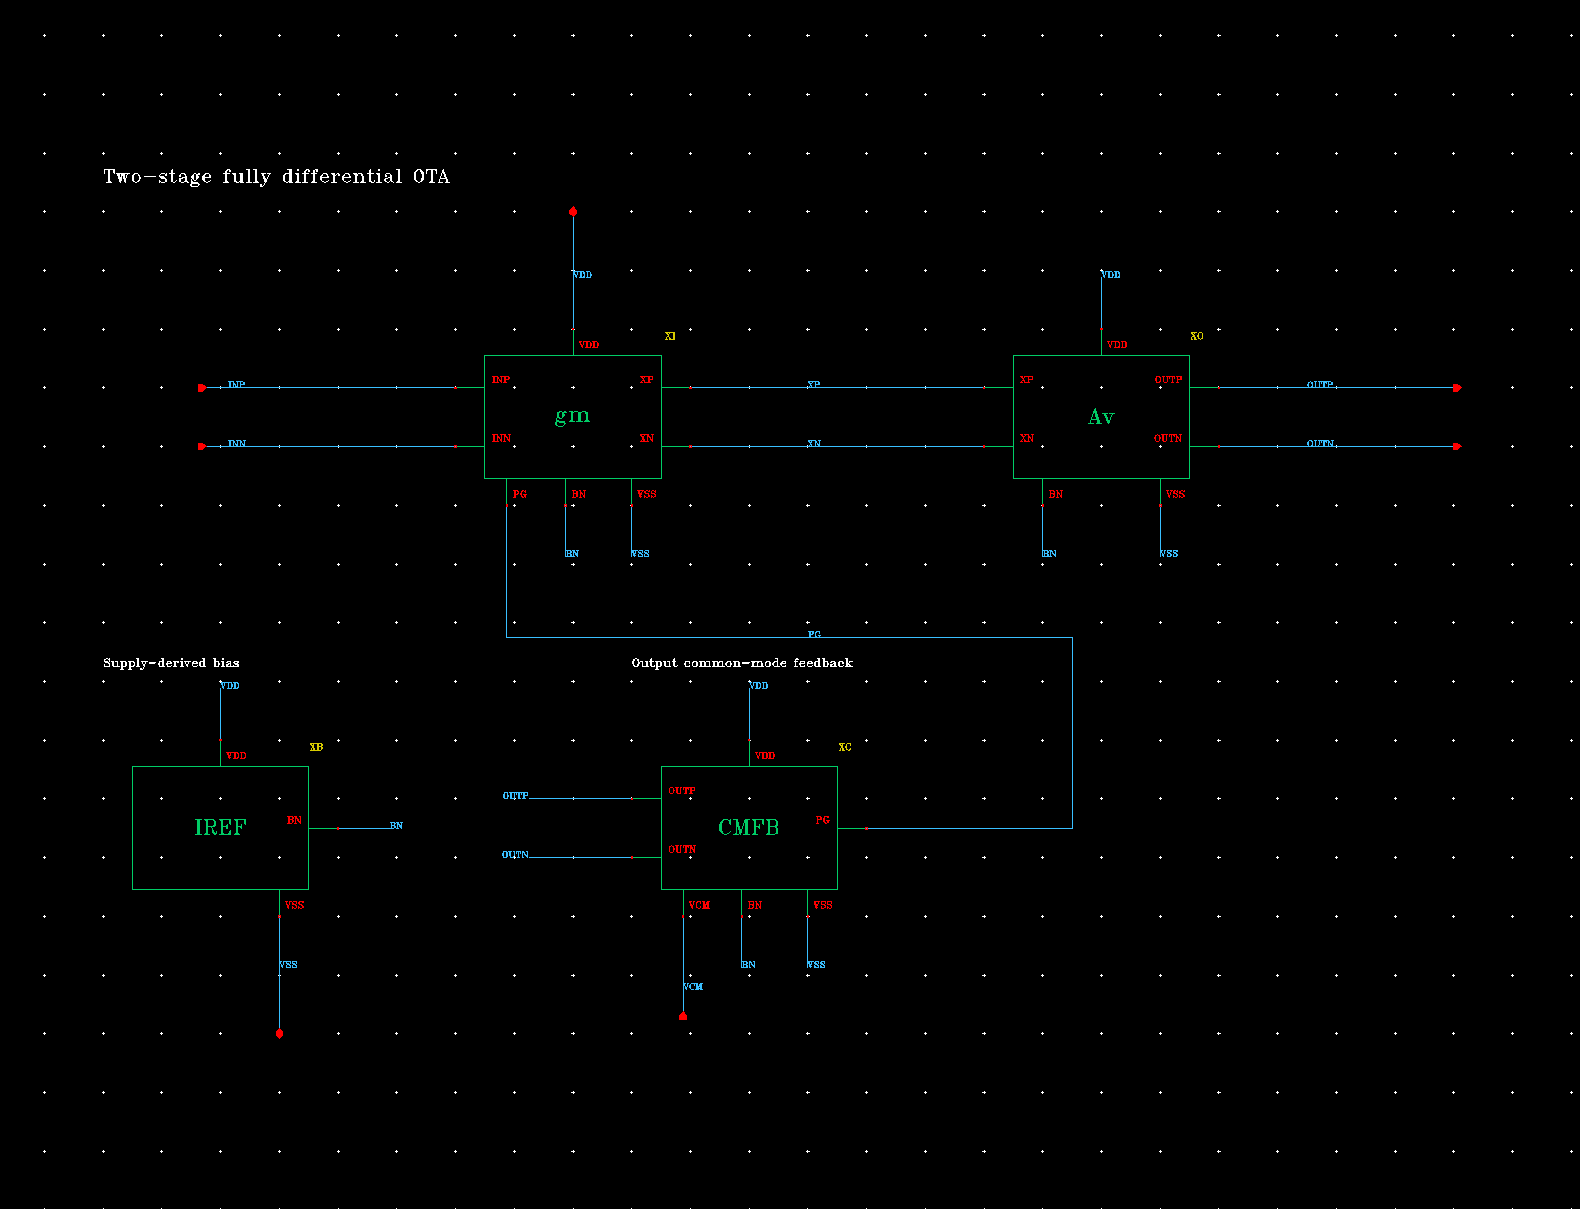 Two-stage fully differential OTA
VDD
VDD
XI
XO
VDD
VDD
INP
INP
XP
XP
XP
OUTP
OUTP
gm
Av
INN
INN
XN
XN
XN
OUTN
OUTN
PG
BN
VSS
BN
VSS
BN
VSS
BN
VSS
PG
Supply-derived bias
Output common-mode feedback
VDD
VDD
XB
XC
VDD
VDD
OUTP
OUTP
IREF
BN
BN
CMFB
PG
OUTN
OUTN
VSS
VCM
BN
VSS
VSS
BN
VSS
VCM